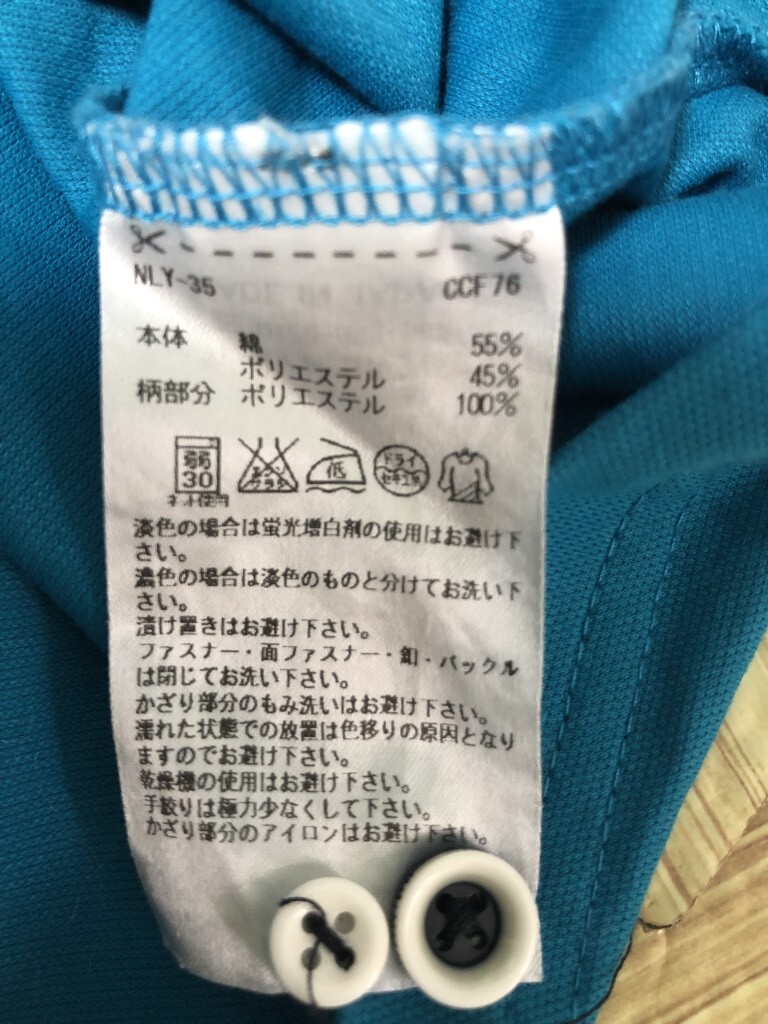 NLY-35 CCF76
本体 綿 55%
ポリエステル 45%
柄部分 ポリエステル 100%
弱 30 ネット使用 エンソ サラシ 低 ドライ セキユ系
淡色の場合は蛍光増白剤の使用はお避け下
さい。
濃色の場合は淡色のものと分けてお洗い下
さい。
漬け置きはお避け下さい。
ファスナー・面ファスナー・釦・バックル
は閉じてお洗い下さい。
かざり部分のもみ洗いはお避け下さい。
濡れた状態での放置は色移りの原因となり
ますのでお避け下さい。
乾燥機の使用はお避け下さい。
手絞りは極力少なくして下さい。
かざり部分のアイロンはお避け下さい。